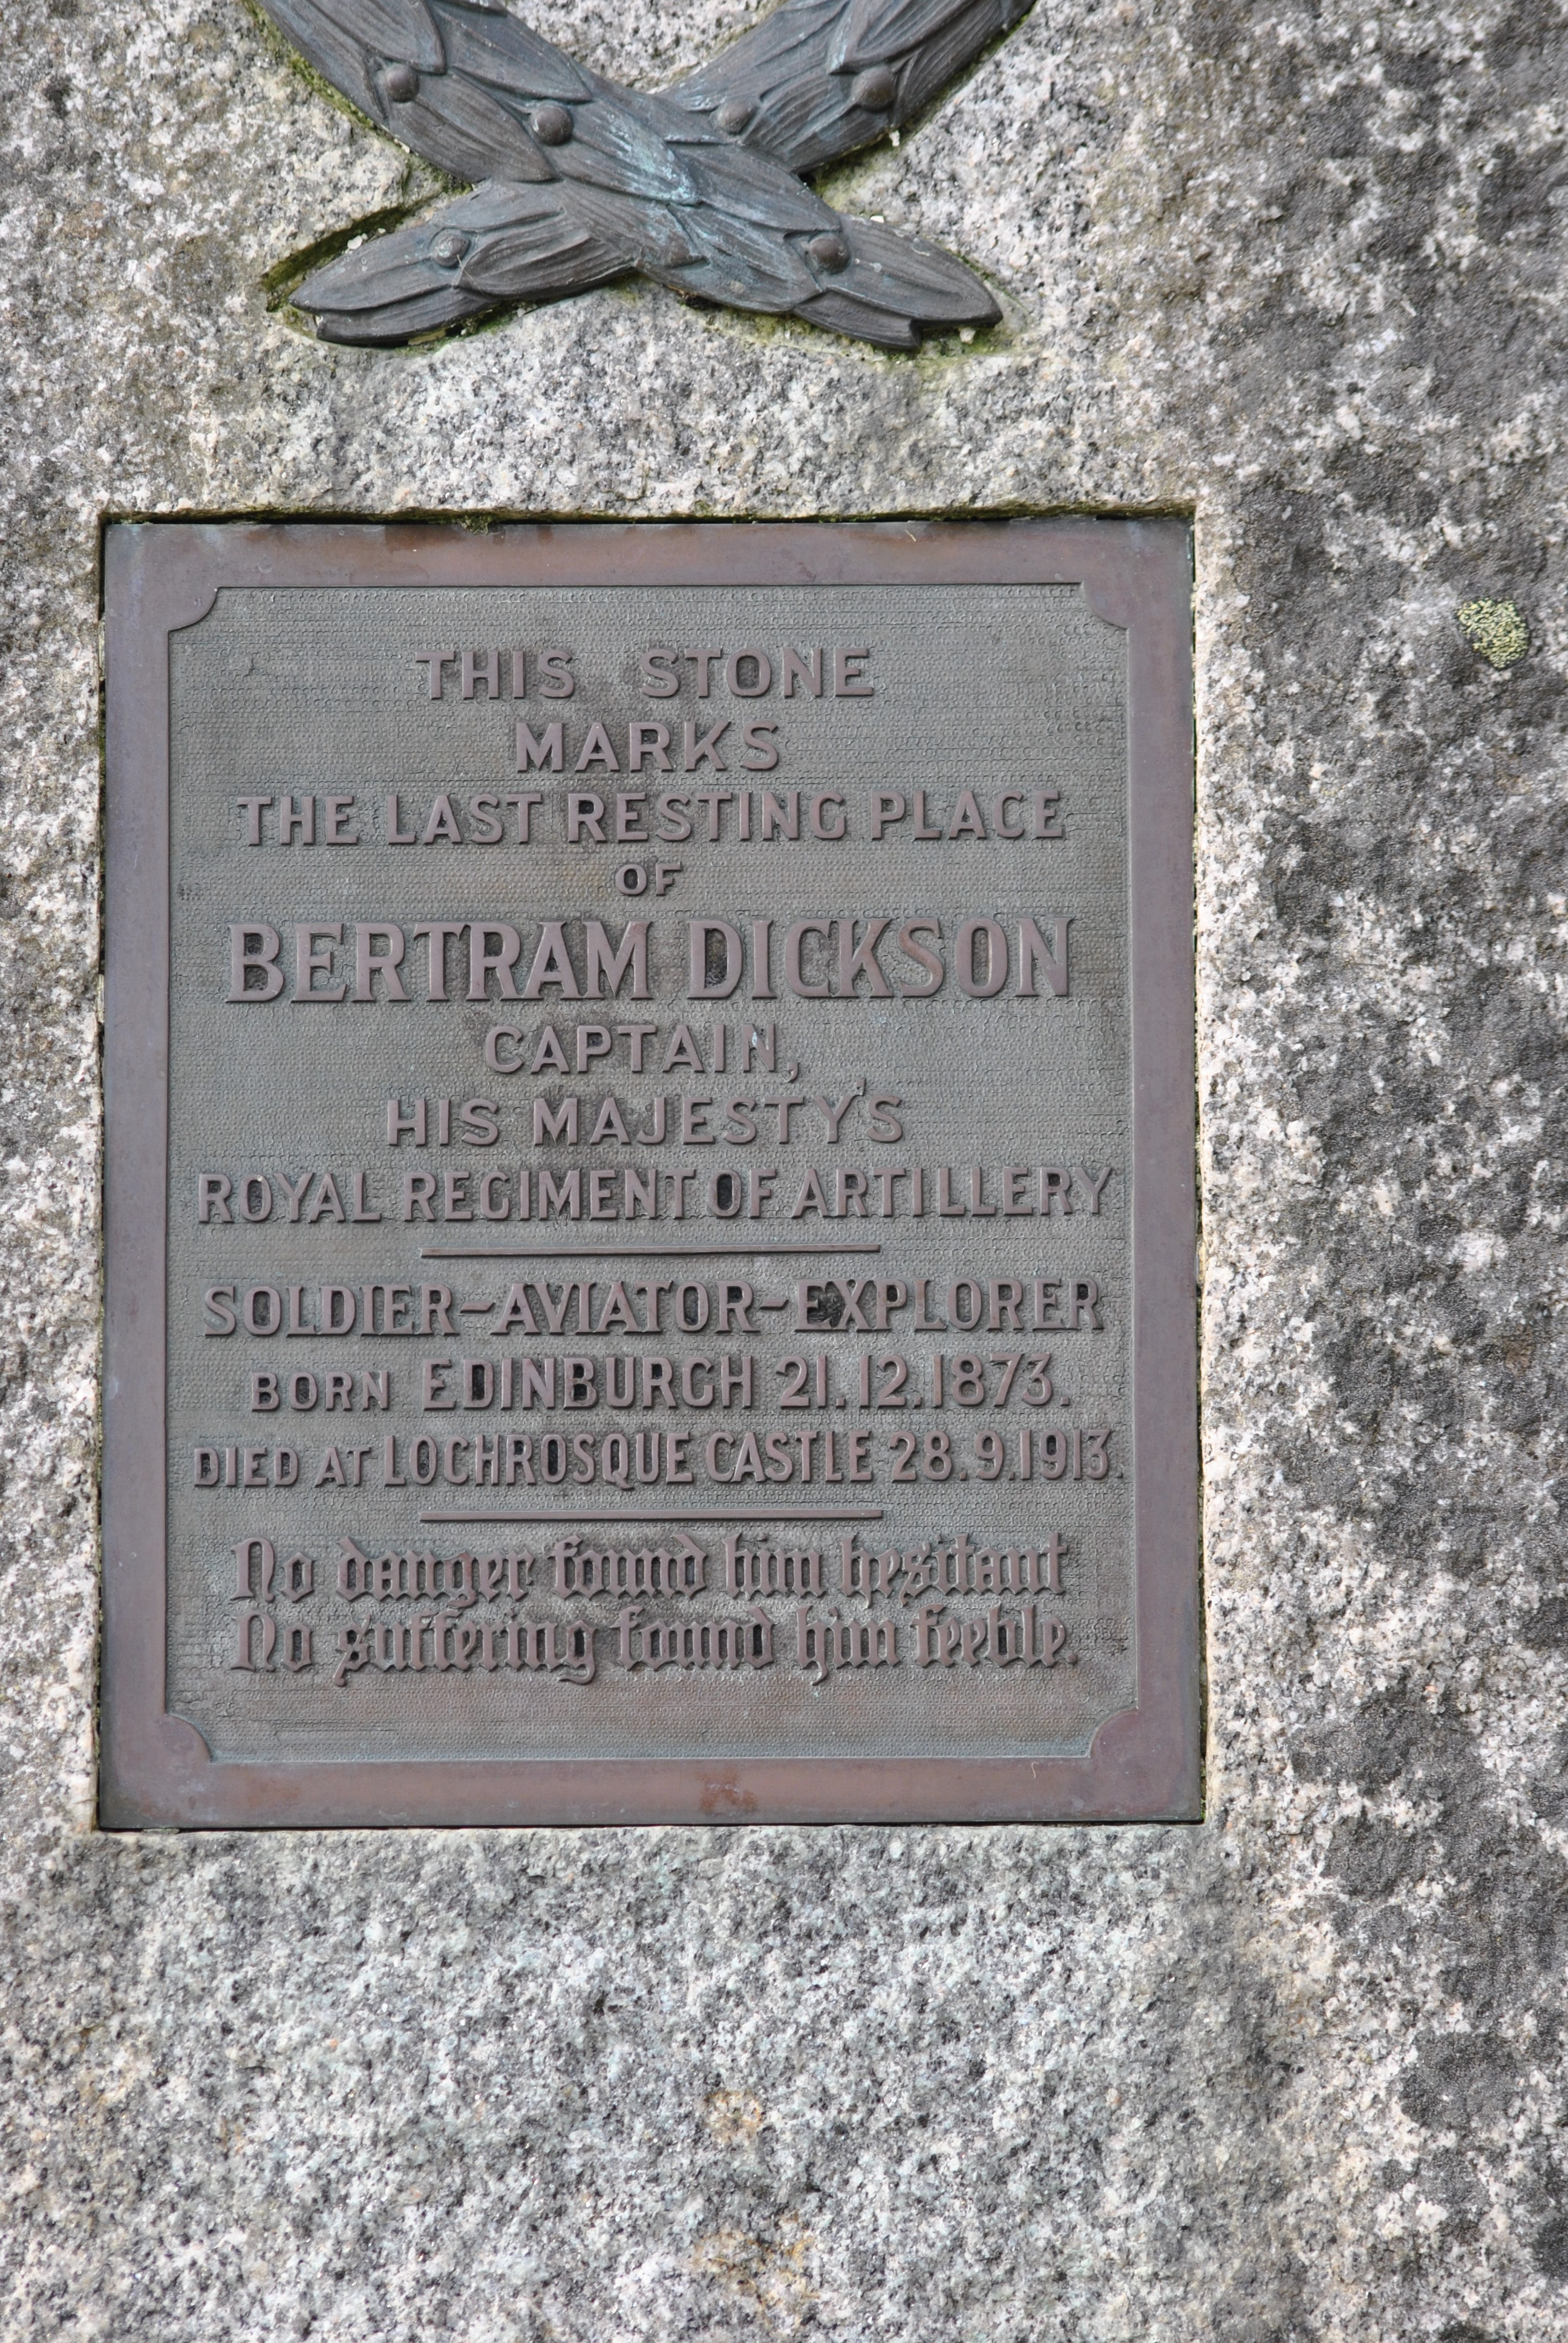 THIS STONE
MARKS
THE LAST RESTING PLACE
OF
BERTRAM DICKSON
CAPTAIN,
HIS MAJESTY'S
ROYAL REGIMENT OF ARTILLERY
SOLDIER-AVIATOR-EXPLORER
BORN EDINBURGH 21.12.1873.
DIED AT LOCHROSQUE CASTLE 28.9.1913.
No danger found him hesitant
No suffering found him feeble.